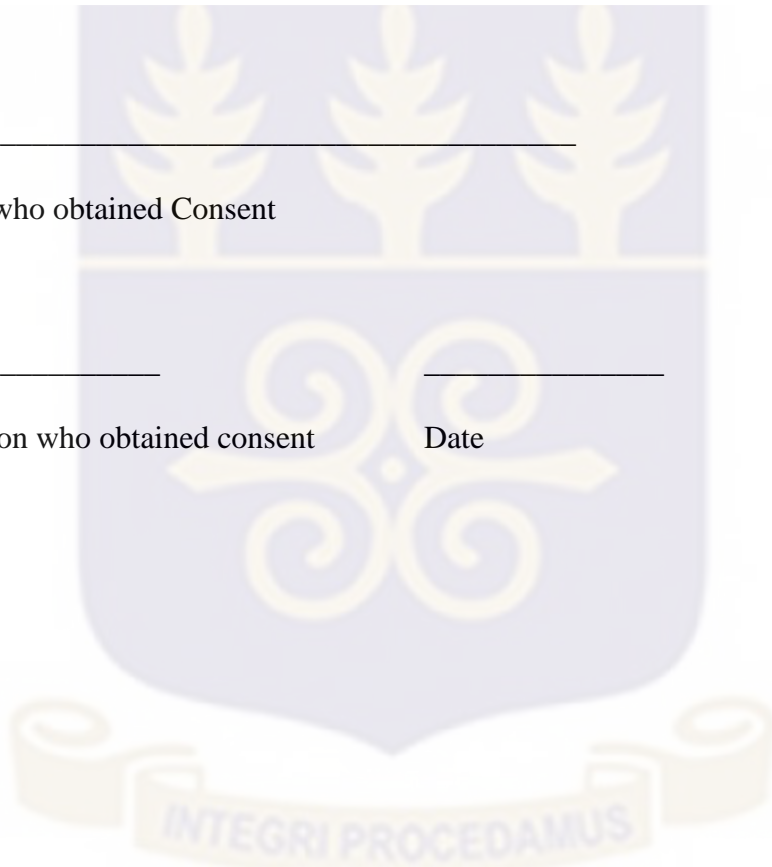 who obtained Consent
on who obtained consent Date
INTEGRI PROCEDAMUS